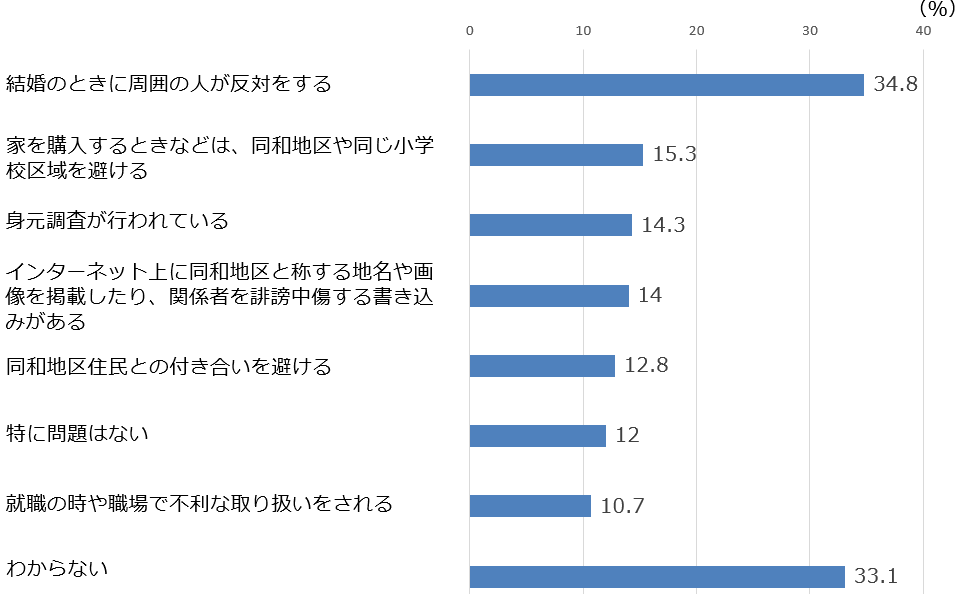 （%）
0 10 20 30 40
結婚のときに周囲の人が反対をする 34.8
家を購入するときなどは、同和地区や同じ小学
校区域を避ける 15.3
身元調査が行われている 14.3
インターネット上に同和地区と称する地名や画
像を掲載したり、関係者を誹謗中傷する書き込
みがある 14
同和地区住民との付き合いを避ける 12.8
特に問題はない 12
就職の時や職場で不利な取り扱いをされる 10.7
わからない 33.1